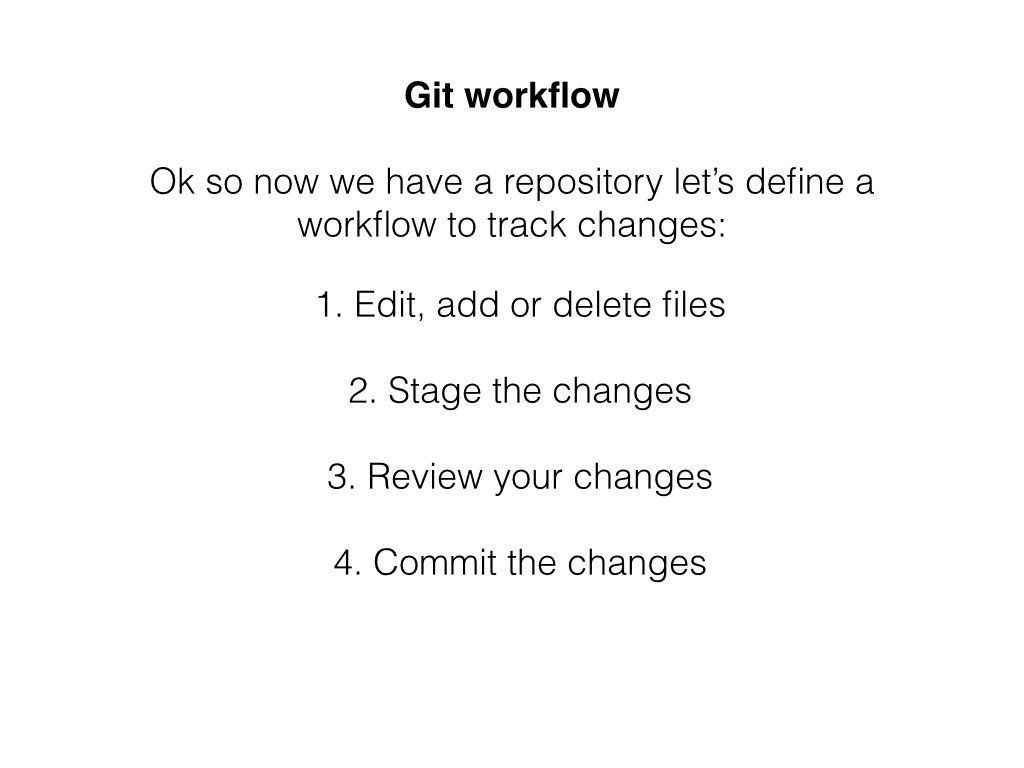 Git workflow
Ok so now we have a repository let’s define a
workflow to track changes:
1. Edit, add or delete files
2. Stage the changes
3. Review your changes
4. Commit the changes